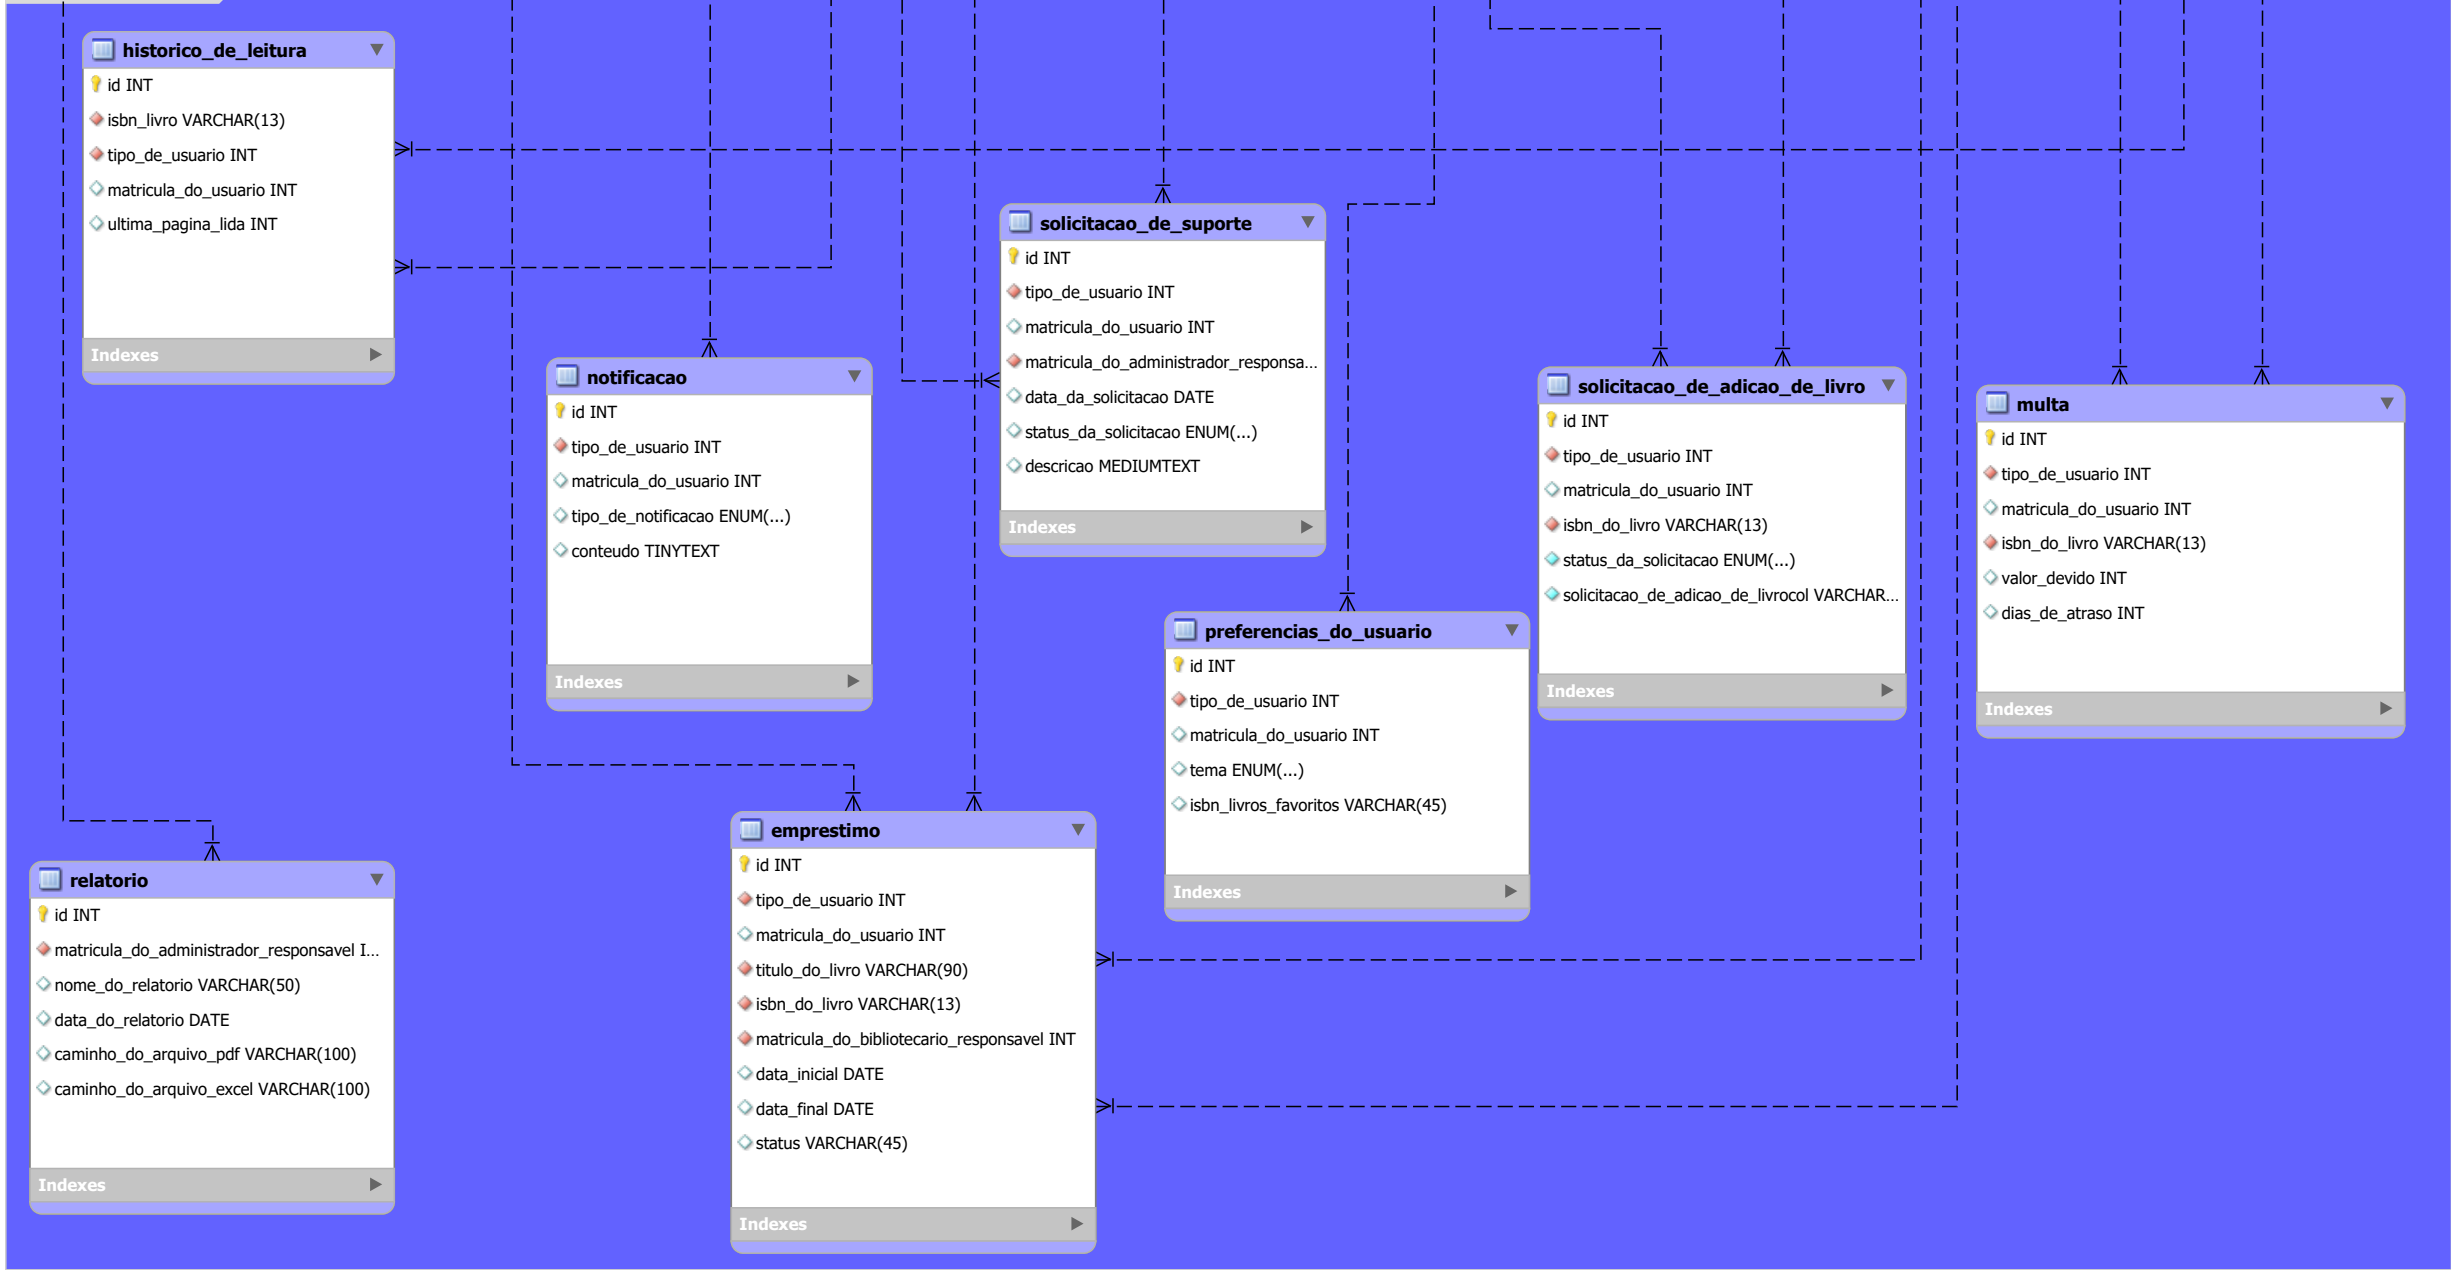 historico_de_leitura
id INT
isbn_livro VARCHAR(13)
tipo_de_usuario INT
matricula_do_usuario INT
ultima_pagina_lida INT
Indexes
notificacao
id INT
tipo_de_usuario INT
matricula_do_usuario INT
tipo_de_notificacao ENUM(...)
conteudo TINYTEXT
Indexes
solicitacao_de_suporte
id INT
tipo_de_usuario INT
matricula_do_usuario INT
matricula_do_administrador_responsa...
data_da_solicitacao DATE
status_da_solicitacao ENUM(...)
descricao MEDIUMTEXT
Indexes
solicitacao_de_adicao_de_livro
id INT
tipo_de_usuario INT
matricula_do_usuario INT
isbn_do_livro VARCHAR(13)
status_da_solicitacao ENUM(...)
solicitacao_de_adicao_de_livrocol VARCHAR...
Indexes
multa
id INT
tipo_de_usuario INT
matricula_do_usuario INT
isbn_do_livro VARCHAR(13)
valor_devido INT
dias_de_atraso INT
Indexes
preferencias_do_usuario
id INT
tipo_de_usuario INT
matricula_do_usuario INT
tema ENUM(...)
isbn_livros_favoritos VARCHAR(45)
Indexes
relatorio
id INT
matricula_do_administrador_responsavel I...
nome_do_relatorio VARCHAR(50)
data_do_relatorio DATE
caminho_do_arquivo_pdf VARCHAR(100)
caminho_do_arquivo_excel VARCHAR(100)
Indexes
emprestimo
id INT
tipo_de_usuario INT
matricula_do_usuario INT
titulo_do_livro VARCHAR(90)
isbn_do_livro VARCHAR(13)
matricula_do_bibliotecario_responsavel INT
data_inicial DATE
data_final DATE
status VARCHAR(45)
Indexes